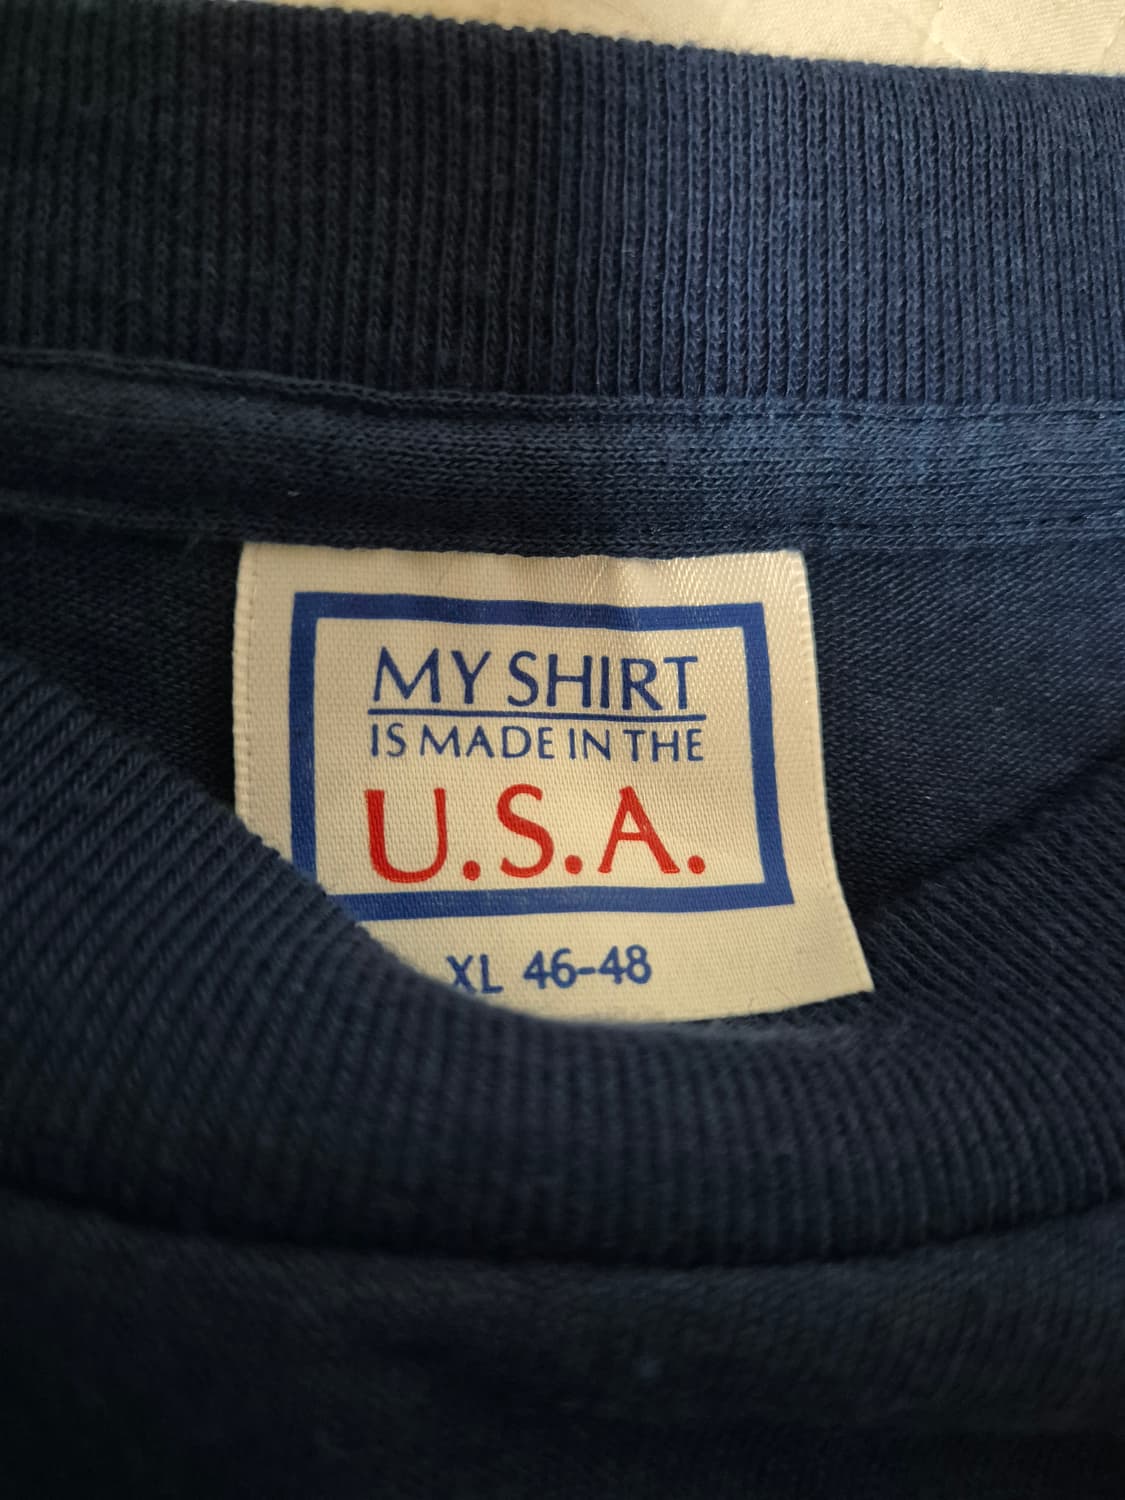 MY SHIRT
IS MADE IN THE
U.S.A.
XL 46-48